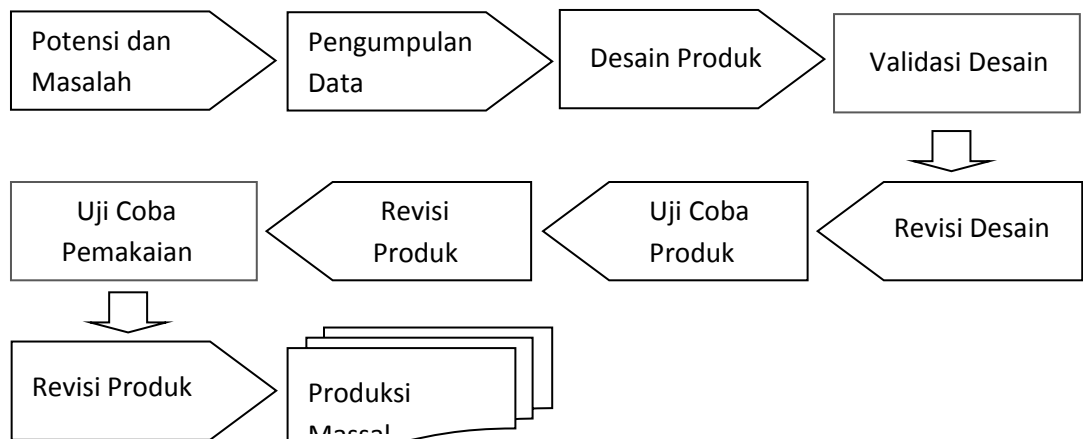 Potensi dan
Masalah
Pengumpulan
Data
Desain Produk
Validasi Desain
Uji Coba
Pemakaian
Revisi
Produk
Uji Coba
Produk
Revisi Desain
Revisi Produk
Produksi
Massal